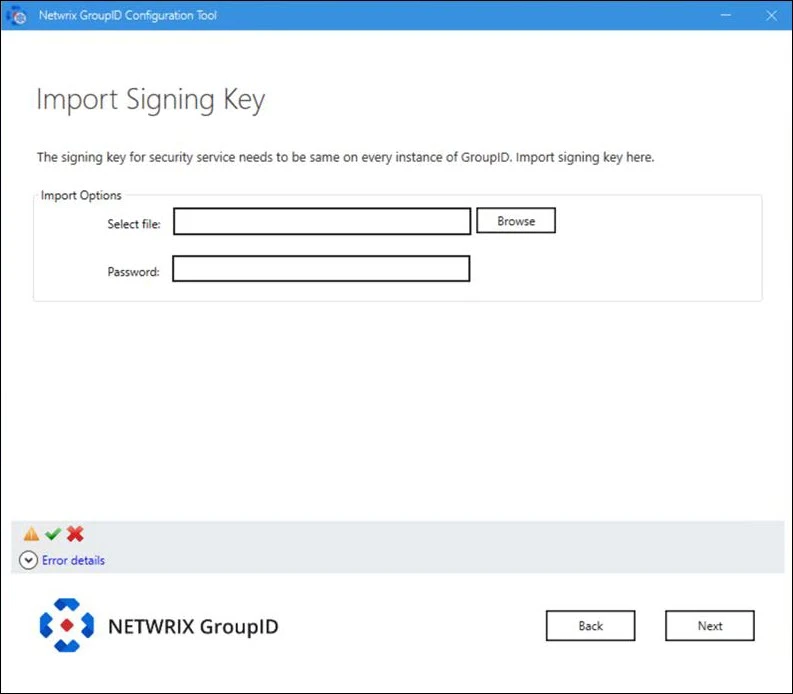 Netwrix GroupID Configuration Tool
Import Signing Key
The signing key for security service needs to be same on every instance of GroupID. Import signing key here.
Import Options
Select file:
Browse
Password:
Error details
NETWRIX GroupID
Back
Next